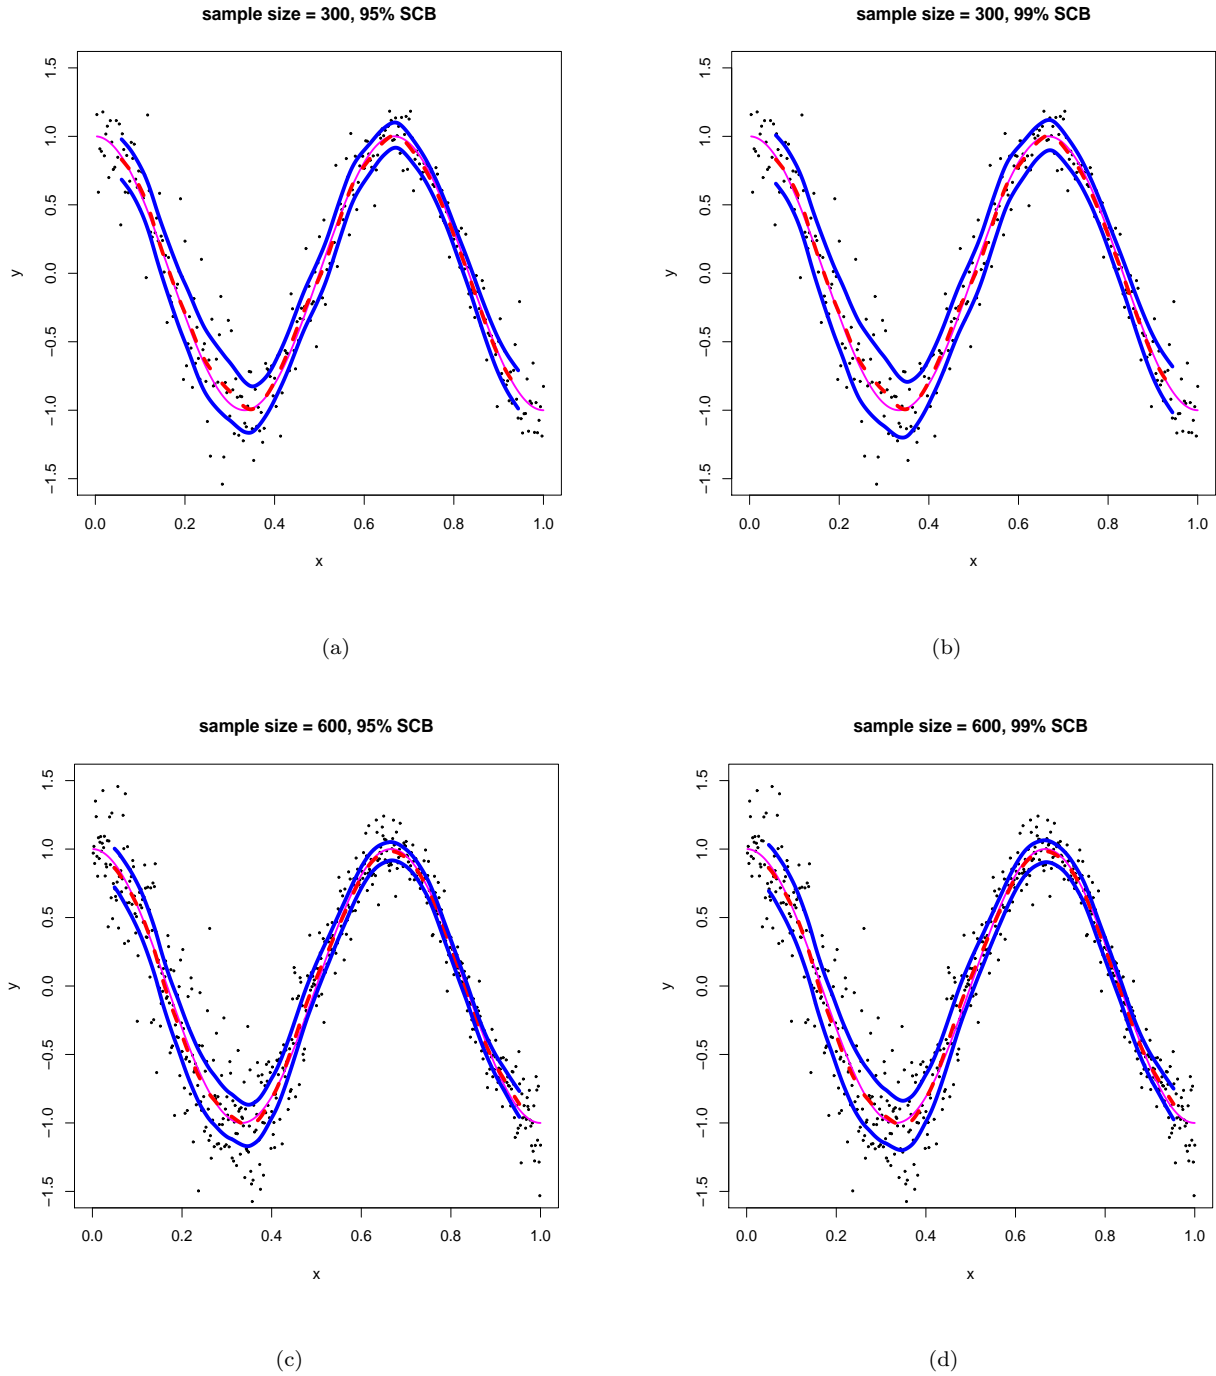 sample size = 300, 95% SCB
1.5
1.0
0.5
0.0
−0.5
−1.0
−1.5
y
0.0 0.2 0.4 0.6 0.8 1.0
x
(a)
sample size = 300, 99% SCB
1.5
1.0
0.5
0.0
−0.5
−1.0
−1.5
y
0.0 0.2 0.4 0.6 0.8 1.0
x
(b)
sample size = 600, 95% SCB
1.5
1.0
0.5
0.0
−0.5
−1.0
−1.5
y
0.0 0.2 0.4 0.6 0.8 1.0
x
(c)
sample size = 600, 99% SCB
1.5
1.0
0.5
0.0
−0.5
−1.0
−1.5
y
0.0 0.2 0.4 0.6 0.8 1.0
x
(d)